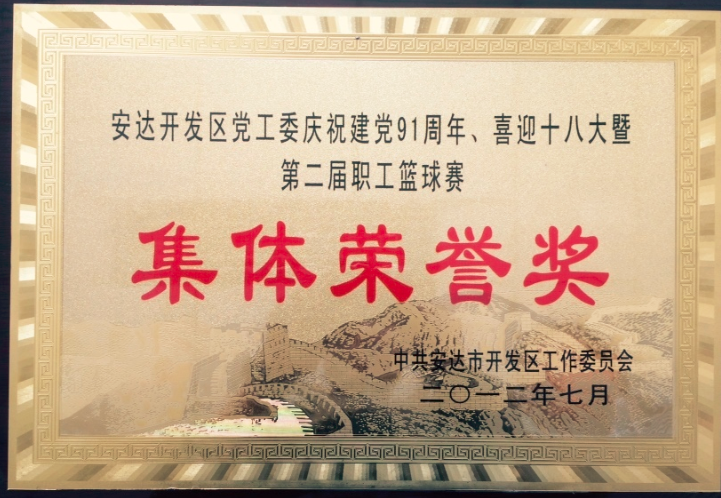 安达开发区党工委庆祝建党91周年、喜迎十八大暨
第二届职工篮球赛
集体荣誉奖
中共安达市开发区工作委员会
二〇一二年七月